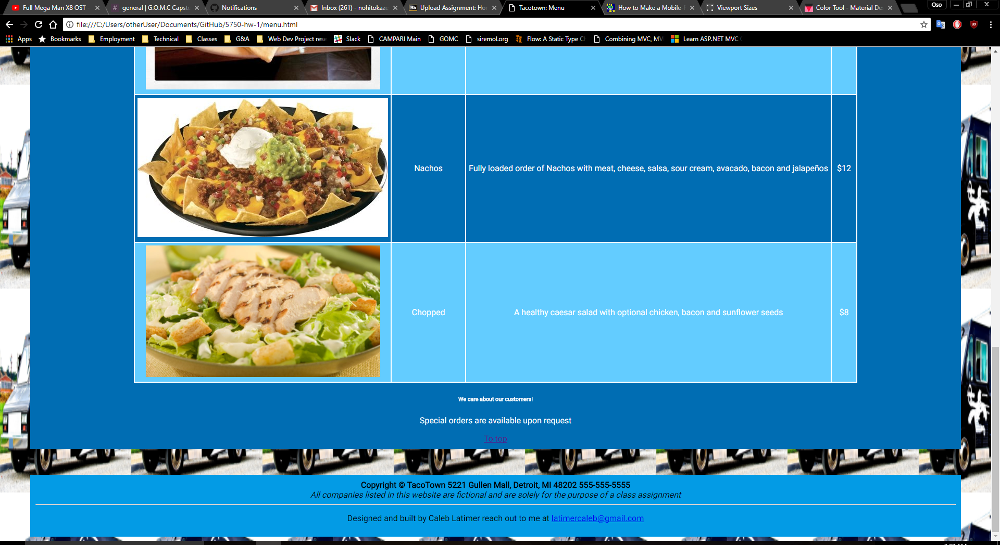 Full Mega Man X8 OST -
# general | G.O.M.C Capst
Notifications
Inbox (261) - nohitokaze
Bb Upload Assignment: Ho
Tacotown: Menu
How to Make a Mobile-
Viewport Sizes
Color Tool - Material De
Oso
file:///C:/Users/otherUser/Documents/GitHub/5750-hw-1/menu.html
Apps Bookmarks Employment Technical Classes G&A Web Dev Project rese Slack CAMPARI Main GOMC siremol.org Flow: A Static Type C Combining MVC, MV Learn ASP.NET MVC
Nachos
Fully loaded order of Nachos with meat, cheese, salsa, sour cream, avacado, bacon and jalapeños
$12
Chopped
A healthy caesar salad with optional chicken, bacon and sunflower seeds
$8
We care about our customers!
Special orders are available upon request
To top
Copyright © TacoTown 5221 Gullen Mall, Detroit, MI 48202 555-555-5555
All companies listed in this website are fictional and are solely for the purpose of a class assignment
Designed and built by Caleb Latimer reach out to me at latimercaleb@gmail.com